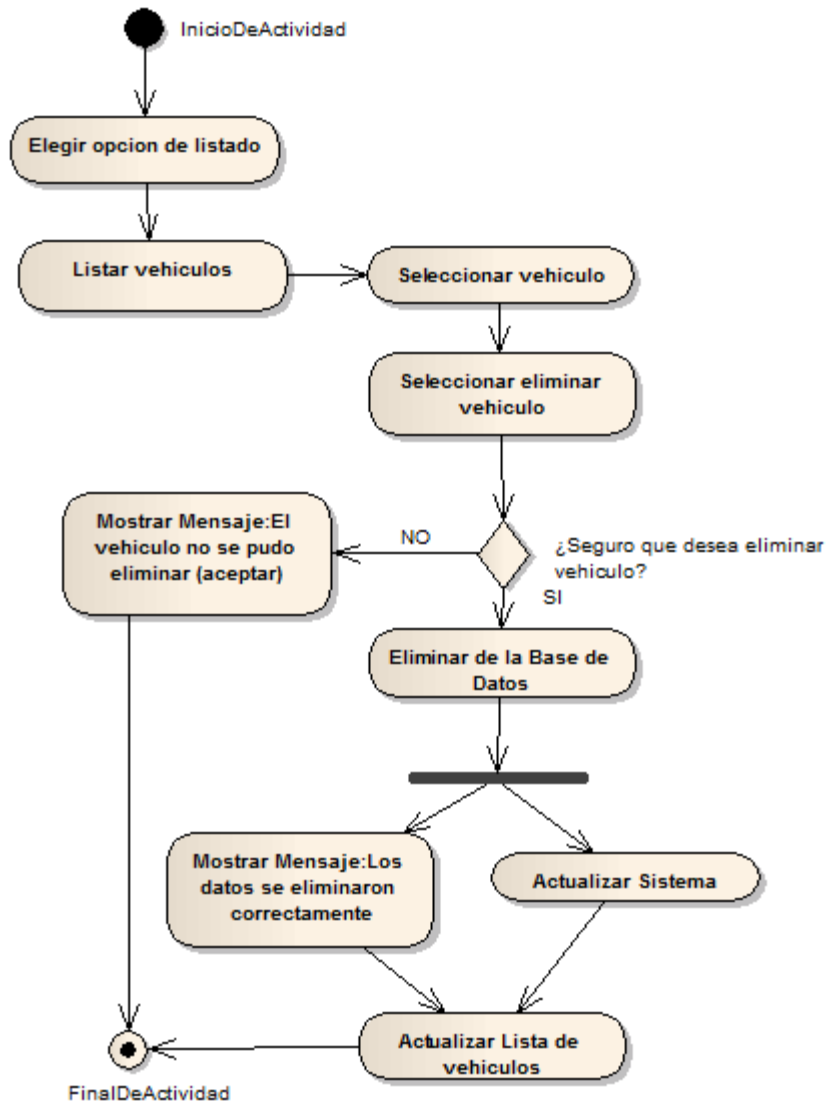 InicioDeActividad
Elegir opcion de listado
Listar vehiculos
Seleccionar vehiculo
Seleccionar eliminar
vehiculo
Mostrar Mensaje:El
vehiculo no se pudo
eliminar (aceptar)
NO
¿Seguro que desea eliminar
vehiculo?
SI
Eliminar de la Base de
Datos
Mostrar Mensaje:Los
datos se eliminaron
correctamente
Actualizar Sistema
Actualizar Lista de
vehiculos
FinalDeActividad